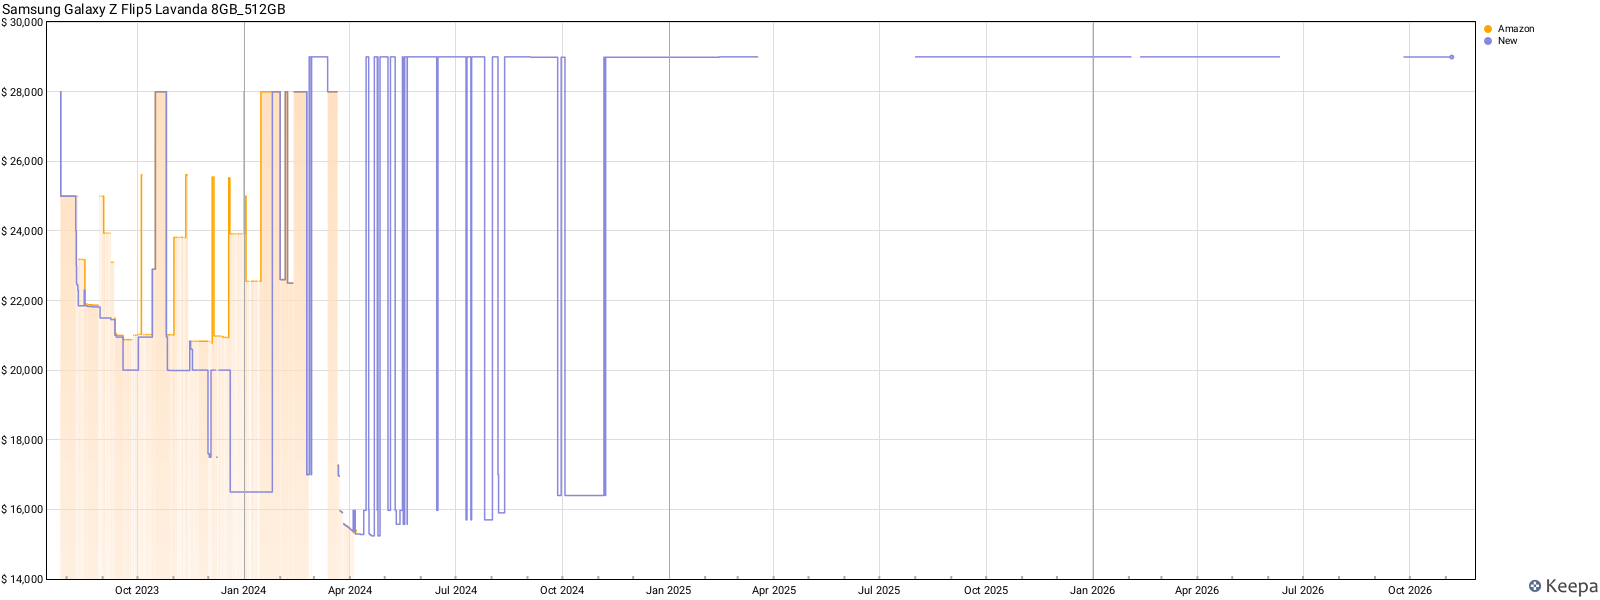 Samsung Galaxy Z Flip5 Lavanda 8GB_512GB
$ 30,000
$ 28,000
$ 26,000
$ 24,000
$ 22,000
$ 20,000
$ 18,000
$ 16,000
$ 14,000
Oct 2023
Jan 2024
Apr 2024
Jul 2024
Oct 2024
Jan 2025
Apr 2025
Jul 2025
Oct 2025
Jan 2026
Apr 2026
Jul 2026
Oct 2026
Amazon
New
Keepa